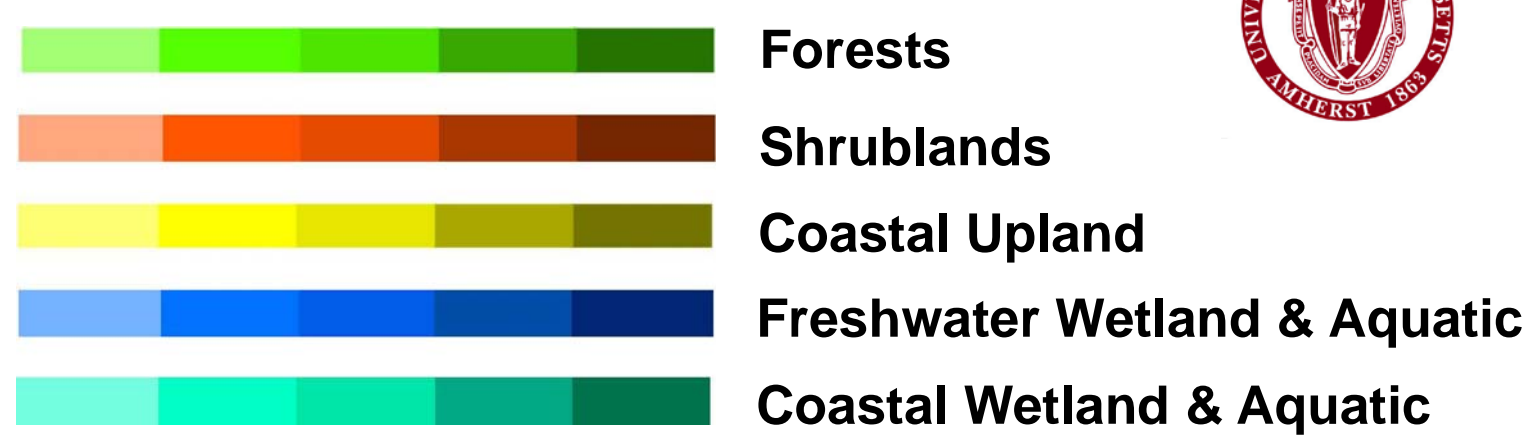 Forests
Shrublands
Coastal Upland
Freshwater Wetland & Aquatic
Coastal Wetland & Aquatic
AMHERST 1863